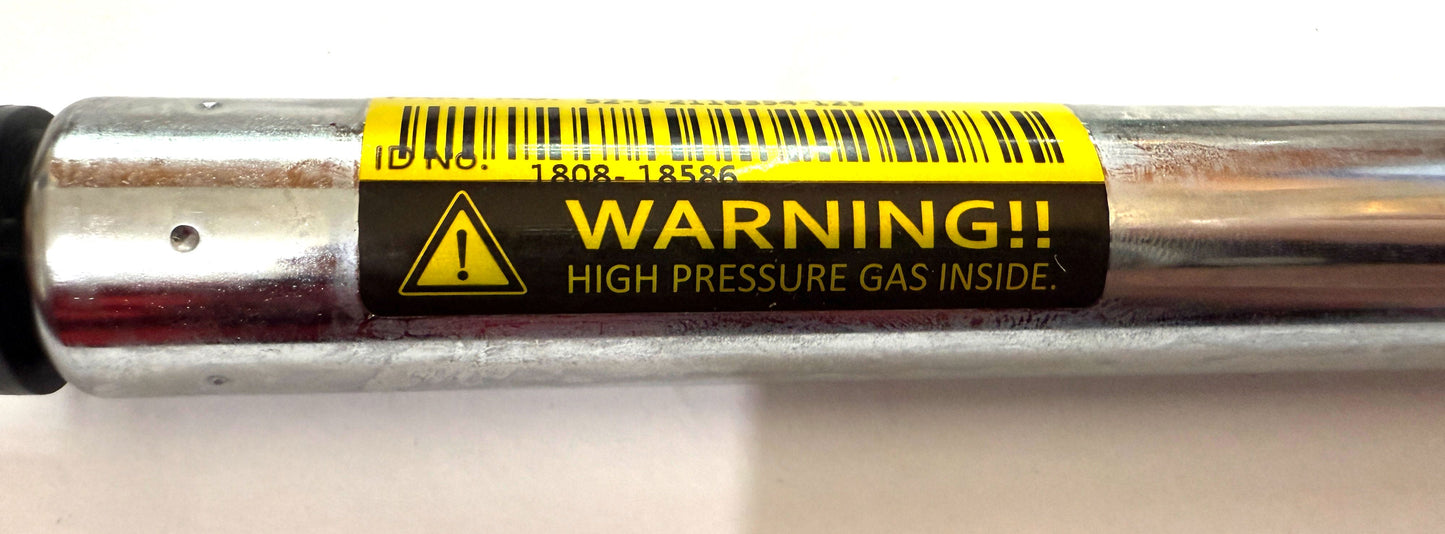 ID No.
1808- 18586
WARNING!!
HIGH PRESSURE GAS INSIDE.